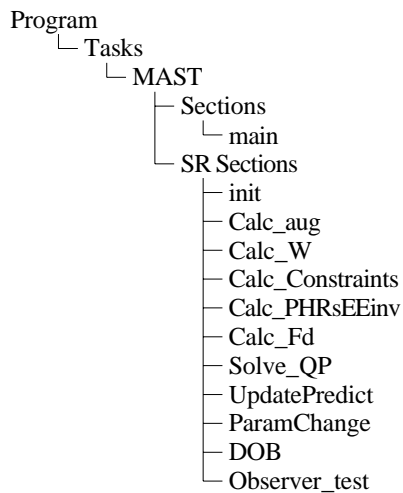 Program
Tasks
MAST
Sections
main
SR Sections
init
Calc_aug
Calc_W
Calc_Constraints
Calc_PHRsEEinv
Calc_Fd
Solve_QP
UpdatePredict
ParamChange
DOB
Observer_test